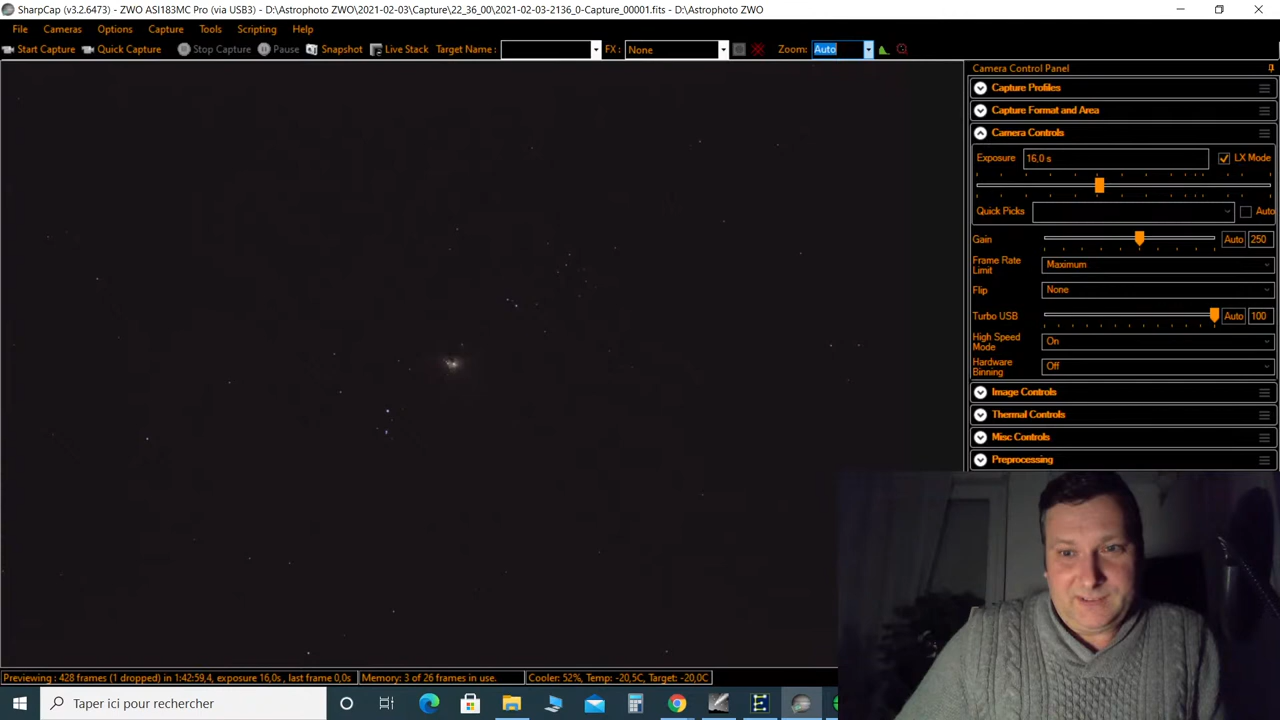 SharpCap (v3.2.6473) - ZWO ASI183MC Pro (via USB3) - D:\Astrophoto ZWO\2021-02-03\Capture\22_36_00\2021-02-03-2136_0-Capture_00001.fits - D:\Astrophoto ZWO
File Cameras Options Capture Tools Scripting Help
Start Capture Quick Capture Stop Capture Pause Snapshot Live Stack Target Name : FX : None Zoom: Auto
Camera Control Panel
Capture Profiles
Capture Format and Area
Camera Controls
Exposure 16,0 s LX Mode
Quick Picks Auto
Gain Auto 250
Frame Rate Limit Maximum
Flip None
Turbo USB Auto 100
High Speed Mode On
Hardware Binning Off
Image Controls
Thermal Controls
Misc Controls
Preprocessing
Previewing : 428 frames (1 dropped) in 1:42:59,4, exposure 16,0s , last frame 0,0s Memory: 3 of 26 frames in use. Cooler: 52%, Temp: -20,5C, Target: -20,0C
Taper ici pour rechercher